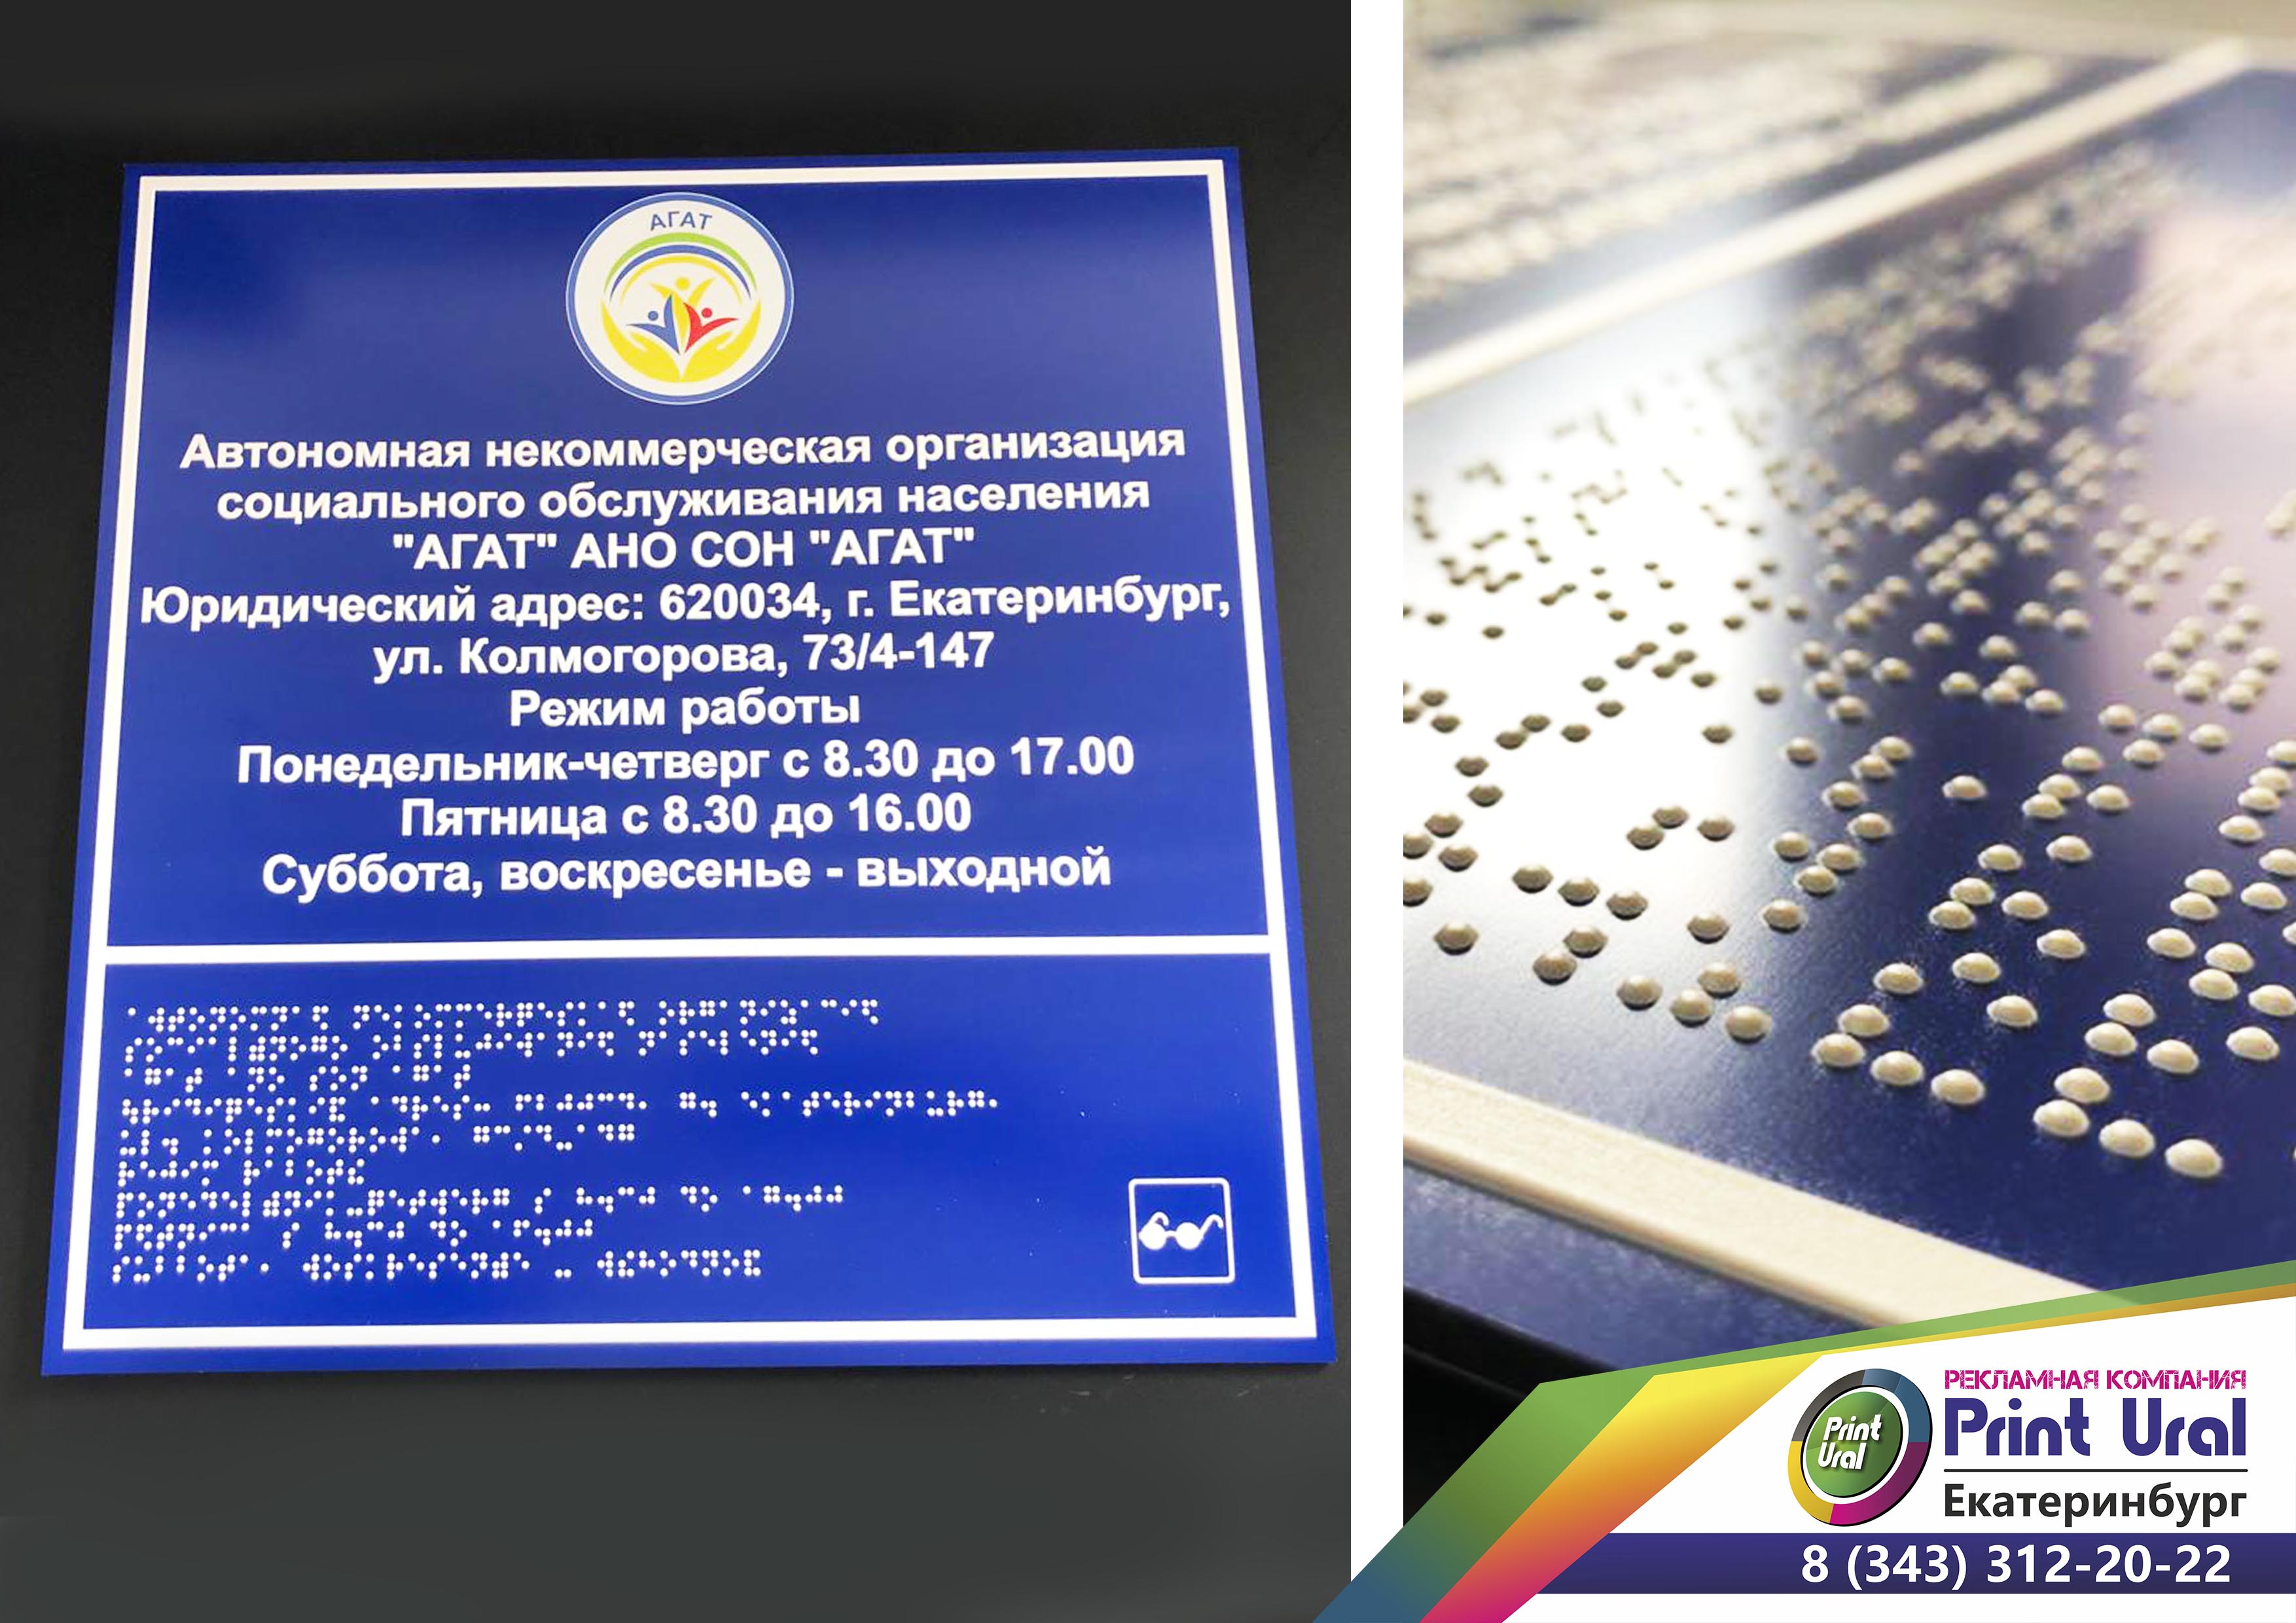 АГАТ
Автономная некоммерческая организация
социального обслуживания населения
"АГАТ" АНО СОН "АГАТ"
Юридический адрес: 620034, г. Екатеринбург,
ул. Колмогорова, 73/4-147
Режим работы
Понедельник-четверг с 8.30 до 17.00
Пятница с 8.30 до 16.00
Суббота, воскресенье - выходной
Print
Ural
РЕКЛАМНАЯ КОМПАНИЯ
Print Ural
Екатеринбург
8 (343) 312-20-22